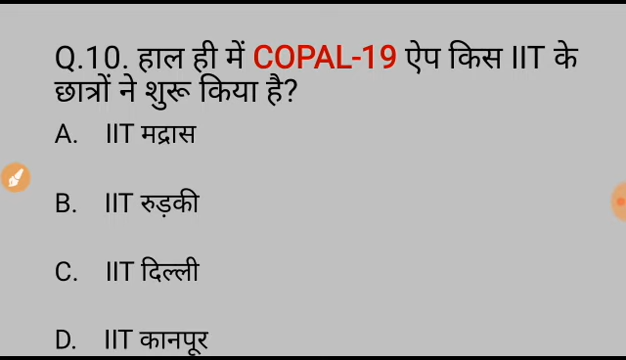 Q.10. हाल ही में COPAL-19 ऐप किस IIT के
छात्रों ने शुरू किया है?
A. IIT मद्रास
B. IIT रुड़की
C. IIT दिल्ली
D. IIT कानपुर